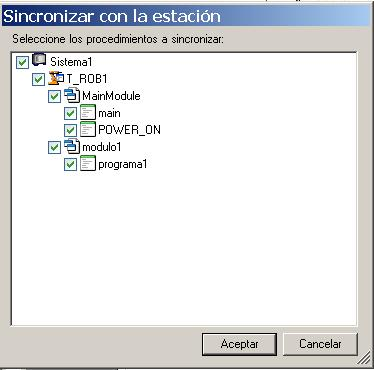 Sincronizar con la estación
Seleccione los procedimientos a sincronizar:
Sistema1
T_ROB1
MainModule
main
POWER_ON
modulo1
programa1
Aceptar
Cancelar